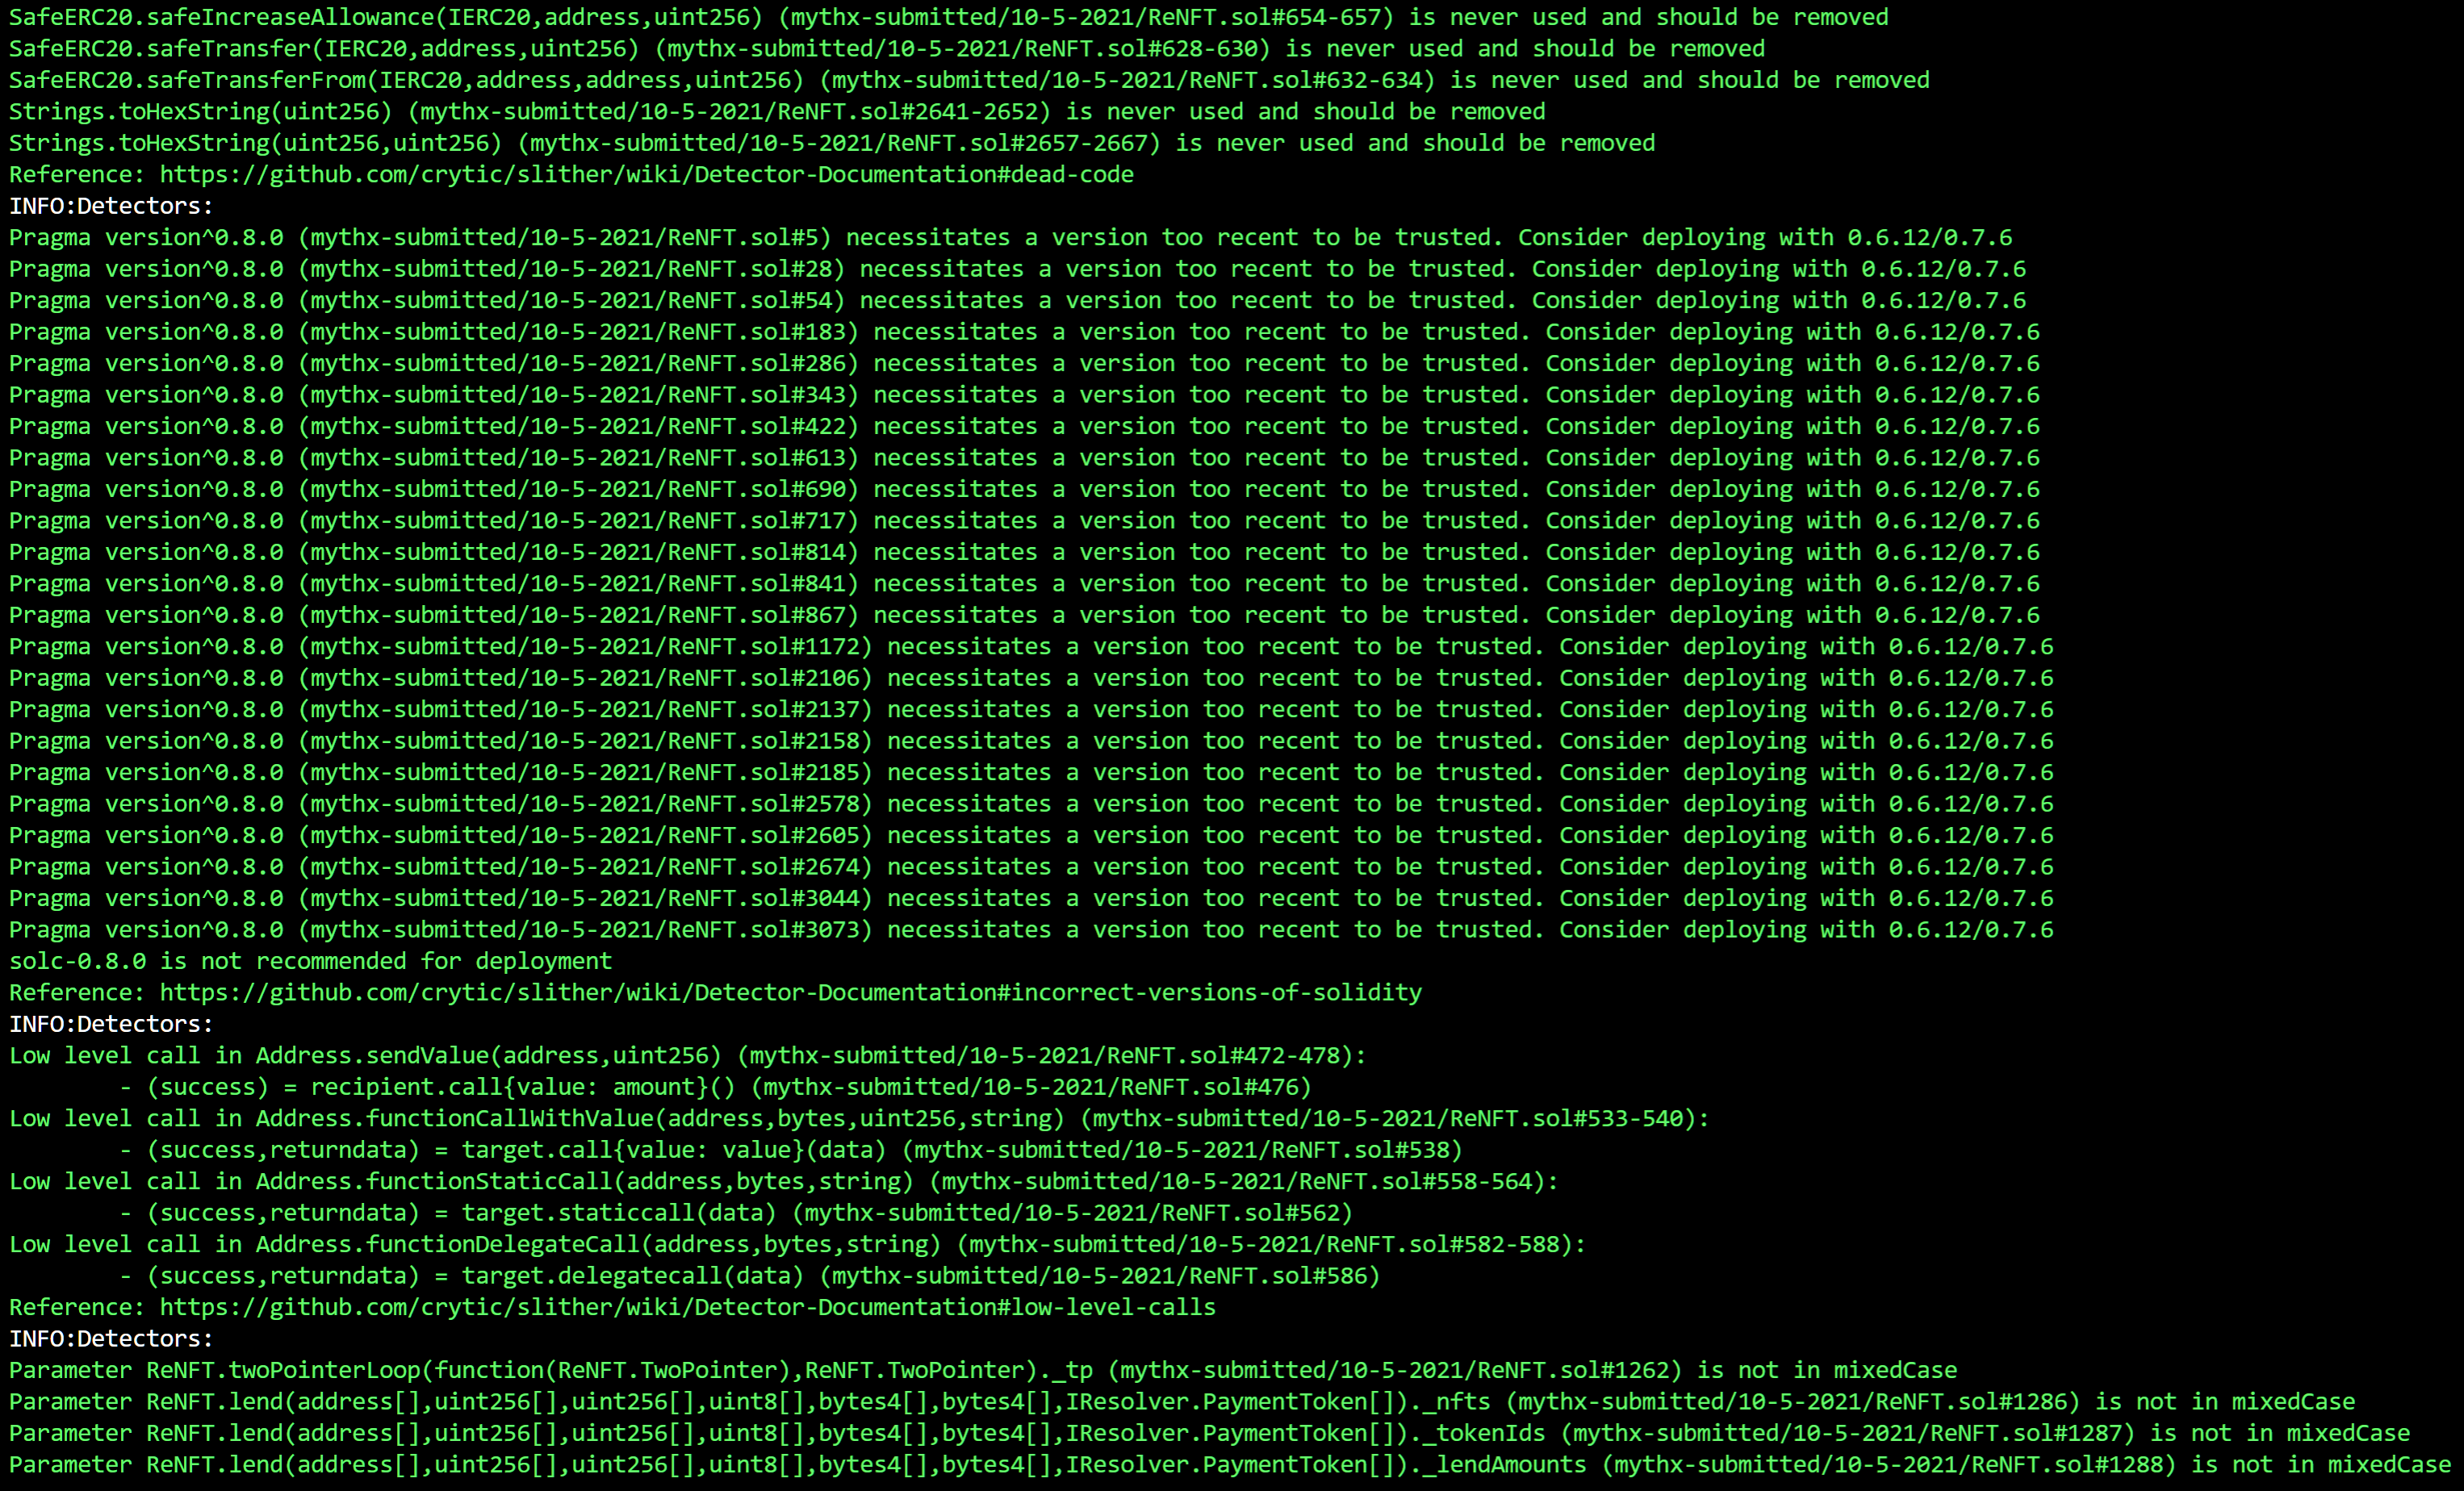 SafeERC20.safeIncreaseAllowance(IERC20,address,uint256) (mythx-submitted/10-5-2021/ReNFT.sol#654-657) is never used and should be removed
SafeERC20.safeTransfer(IERC20,address,uint256) (mythx-submitted/10-5-2021/ReNFT.sol#628-630) is never used and should be removed
SafeERC20.safeTransferFrom(IERC20,address,address,uint256) (mythx-submitted/10-5-2021/ReNFT.sol#632-634) is never used and should be removed
Strings.toHexString(uint256) (mythx-submitted/10-5-2021/ReNFT.sol#2641-2652) is never used and should be removed
Strings.toHexString(uint256,uint256) (mythx-submitted/10-5-2021/ReNFT.sol#2657-2667) is never used and should be removed
Reference: https://github.com/crytic/slither/wiki/Detector-Documentation#dead-code
INFO:Detectors:
Pragma version^0.8.0 (mythx-submitted/10-5-2021/ReNFT.sol#5) necessitates a version too recent to be trusted. Consider deploying with 0.6.12/0.7.6
Pragma version^0.8.0 (mythx-submitted/10-5-2021/ReNFT.sol#28) necessitates a version too recent to be trusted. Consider deploying with 0.6.12/0.7.6
Pragma version^0.8.0 (mythx-submitted/10-5-2021/ReNFT.sol#54) necessitates a version too recent to be trusted. Consider deploying with 0.6.12/0.7.6
Pragma version^0.8.0 (mythx-submitted/10-5-2021/ReNFT.sol#183) necessitates a version too recent to be trusted. Consider deploying with 0.6.12/0.7.6
Pragma version^0.8.0 (mythx-submitted/10-5-2021/ReNFT.sol#286) necessitates a version too recent to be trusted. Consider deploying with 0.6.12/0.7.6
Pragma version^0.8.0 (mythx-submitted/10-5-2021/ReNFT.sol#343) necessitates a version too recent to be trusted. Consider deploying with 0.6.12/0.7.6
Pragma version^0.8.0 (mythx-submitted/10-5-2021/ReNFT.sol#422) necessitates a version too recent to be trusted. Consider deploying with 0.6.12/0.7.6
Pragma version^0.8.0 (mythx-submitted/10-5-2021/ReNFT.sol#613) necessitates a version too recent to be trusted. Consider deploying with 0.6.12/0.7.6
Pragma version^0.8.0 (mythx-submitted/10-5-2021/ReNFT.sol#690) necessitates a version too recent to be trusted. Consider deploying with 0.6.12/0.7.6
Pragma version^0.8.0 (mythx-submitted/10-5-2021/ReNFT.sol#717) necessitates a version too recent to be trusted. Consider deploying with 0.6.12/0.7.6
Pragma version^0.8.0 (mythx-submitted/10-5-2021/ReNFT.sol#814) necessitates a version too recent to be trusted. Consider deploying with 0.6.12/0.7.6
Pragma version^0.8.0 (mythx-submitted/10-5-2021/ReNFT.sol#841) necessitates a version too recent to be trusted. Consider deploying with 0.6.12/0.7.6
Pragma version^0.8.0 (mythx-submitted/10-5-2021/ReNFT.sol#867) necessitates a version too recent to be trusted. Consider deploying with 0.6.12/0.7.6
Pragma version^0.8.0 (mythx-submitted/10-5-2021/ReNFT.sol#1172) necessitates a version too recent to be trusted. Consider deploying with 0.6.12/0.7.6
Pragma version^0.8.0 (mythx-submitted/10-5-2021/ReNFT.sol#2106) necessitates a version too recent to be trusted. Consider deploying with 0.6.12/0.7.6
Pragma version^0.8.0 (mythx-submitted/10-5-2021/ReNFT.sol#2137) necessitates a version too recent to be trusted. Consider deploying with 0.6.12/0.7.6
Pragma version^0.8.0 (mythx-submitted/10-5-2021/ReNFT.sol#2158) necessitates a version too recent to be trusted. Consider deploying with 0.6.12/0.7.6
Pragma version^0.8.0 (mythx-submitted/10-5-2021/ReNFT.sol#2185) necessitates a version too recent to be trusted. Consider deploying with 0.6.12/0.7.6
Pragma version^0.8.0 (mythx-submitted/10-5-2021/ReNFT.sol#2578) necessitates a version too recent to be trusted. Consider deploying with 0.6.12/0.7.6
Pragma version^0.8.0 (mythx-submitted/10-5-2021/ReNFT.sol#2605) necessitates a version too recent to be trusted. Consider deploying with 0.6.12/0.7.6
Pragma version^0.8.0 (mythx-submitted/10-5-2021/ReNFT.sol#2674) necessitates a version too recent to be trusted. Consider deploying with 0.6.12/0.7.6
Pragma version^0.8.0 (mythx-submitted/10-5-2021/ReNFT.sol#3044) necessitates a version too recent to be trusted. Consider deploying with 0.6.12/0.7.6
Pragma version^0.8.0 (mythx-submitted/10-5-2021/ReNFT.sol#3073) necessitates a version too recent to be trusted. Consider deploying with 0.6.12/0.7.6
solc-0.8.0 is not recommended for deployment
Reference: https://github.com/crytic/slither/wiki/Detector-Documentation#incorrect-versions-of-solidity
INFO:Detectors:
Low level call in Address.sendValue(address,uint256) (mythx-submitted/10-5-2021/ReNFT.sol#472-478):
- (success) = recipient.call{value: amount}() (mythx-submitted/10-5-2021/ReNFT.sol#476)
Low level call in Address.functionCallWithValue(address,bytes,uint256,string) (mythx-submitted/10-5-2021/ReNFT.sol#533-540):
- (success,returndata) = target.call{value: value}(data) (mythx-submitted/10-5-2021/ReNFT.sol#538)
Low level call in Address.functionStaticCall(address,bytes,string) (mythx-submitted/10-5-2021/ReNFT.sol#558-564):
- (success,returndata) = target.staticcall(data) (mythx-submitted/10-5-2021/ReNFT.sol#562)
Low level call in Address.functionDelegateCall(address,bytes,string) (mythx-submitted/10-5-2021/ReNFT.sol#582-588):
- (success,returndata) = target.delegatecall(data) (mythx-submitted/10-5-2021/ReNFT.sol#586)
Reference: https://github.com/crytic/slither/wiki/Detector-Documentation#low-level-calls
INFO:Detectors:
Parameter ReNFT.twoPointerLoop(function(ReNFT.TwoPointer),ReNFT.TwoPointer)._tp (mythx-submitted/10-5-2021/ReNFT.sol#1262) is not in mixedCase
Parameter ReNFT.lend(address[],uint256[],uint256[],uint8[],bytes4[],bytes4[],IResolver.PaymentToken[])._nfts (mythx-submitted/10-5-2021/ReNFT.sol#1286) is not in mixedCase
Parameter ReNFT.lend(address[],uint256[],uint256[],uint8[],bytes4[],bytes4[],IResolver.PaymentToken[])._tokenIds (mythx-submitted/10-5-2021/ReNFT.sol#1287) is not in mixedCase
Parameter ReNFT.lend(address[],uint256[],uint256[],uint8[],bytes4[],bytes4[],IResolver.PaymentToken[])._lendAmounts (mythx-submitted/10-5-2021/ReNFT.sol#1288) is not in mixedCase